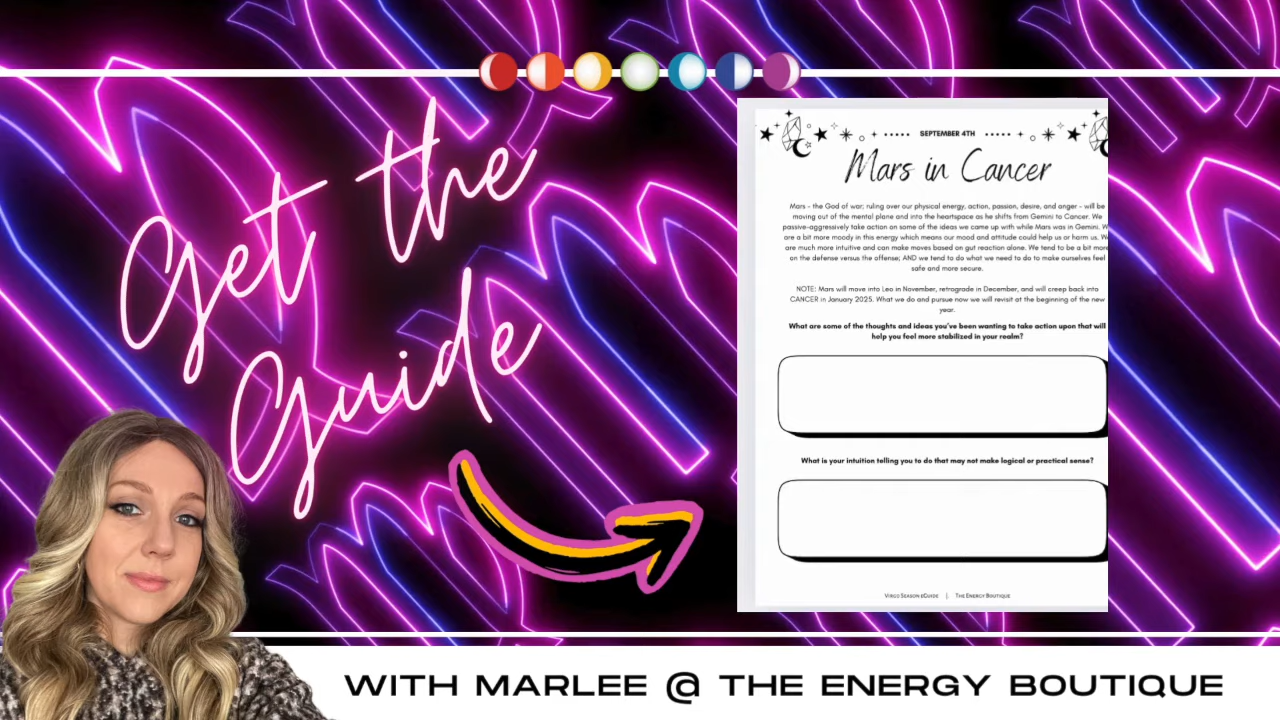 Get the
Guide
SEPTEMBER 4TH
Mars in Cancer
Mars - the God of war; ruling over our physical energy, action, passion, desire, and anger - will be
moving out of the mental plane and into the heartspace as he shifts from Gemini to Cancer. We
passive-aggressively take action on some of the ideas we came up with while Mars was in Gemini. W
are a bit more moody in this energy which means our mood and attitude could help us or harm us. W
are much more intuitive and can make moves based on gut reaction alone. We tend to be a bit more
on the defense versus the offense; AND we tend to do what we need to do to make ourselves feel
safe and more secure.
NOTE: Mars will move into Leo in November, retrograde in December, and will creep back into
CANCER in January 2025. What we do and pursue now we will revisit at the beginning of the new
year.
What are some of the thoughts and ideas you've been wanting to take action upon that will
help you feel more stabilized in your realm?
What is your intuition telling you to do that may not make logical or practical sense?
Virgo Season eGuide | The Energy Boutique
WITH MARLEE @ THE ENERGY BOUTIQUE